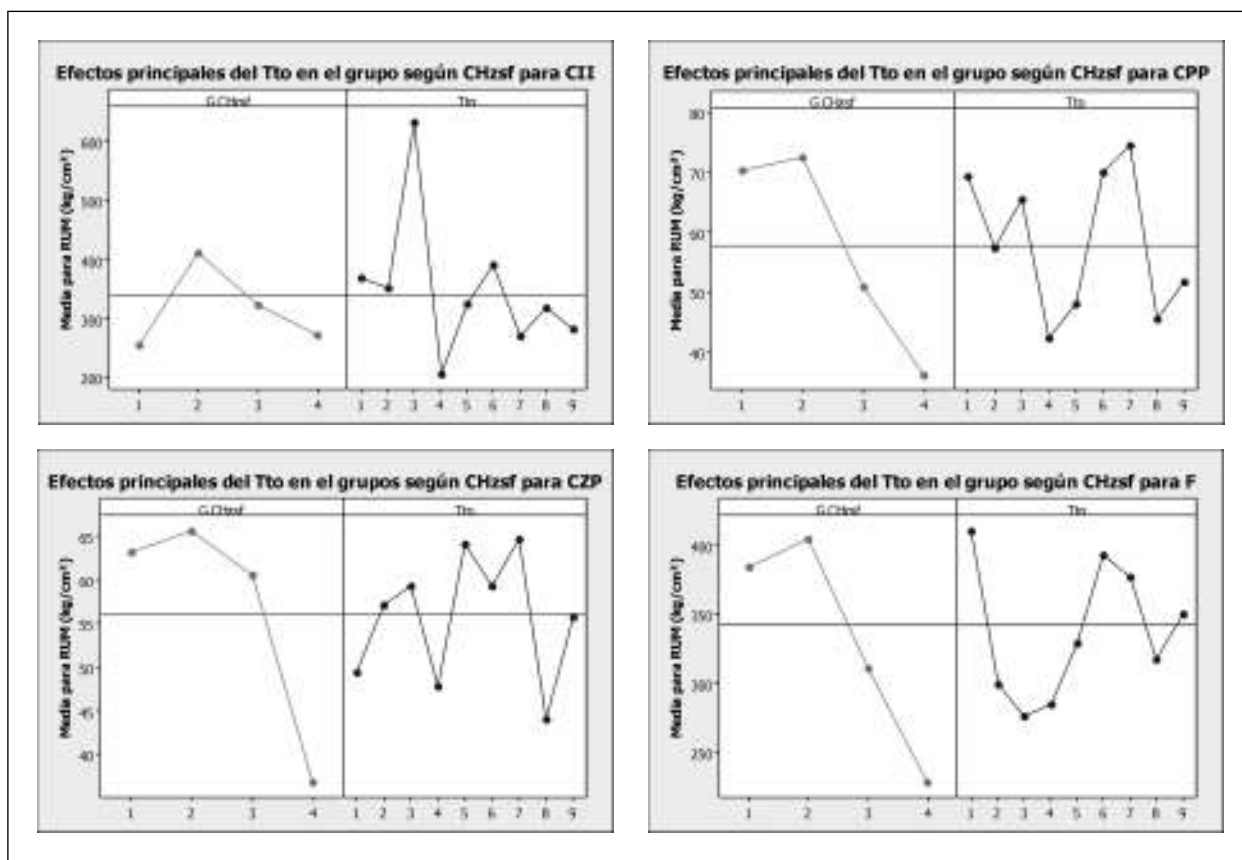 Efectos principales del Tto en el grupo según CHzsf para CII
G.CHzsf Tto
Media para RUM (kg/cm²)
600
500
400
300
200
1 2 3 4 1 2 3 4 5 6 7 8 9
Efectos principales del Tto en el grupo según CHzsf para CPP
G.CHzsf Tto
Media para RUM (kg/cm²)
80
70
60
50
40
1 2 3 4 1 2 3 4 5 6 7 8 9
Efectos principales del Tto en el grupos según CHzsf para CZP
G.CHzsf Tto
Media para RUM (kg/cm²)
65
60
55
50
45
40
1 2 3 4 1 2 3 4 5 6 7 8 9
Efectos principales del Tto en el grupo según CHzsf para F
G.CHzsf Tto
Media para RUM (kg/cm²)
400
350
300
250
1 2 3 4 1 2 3 4 5 6 7 8 9